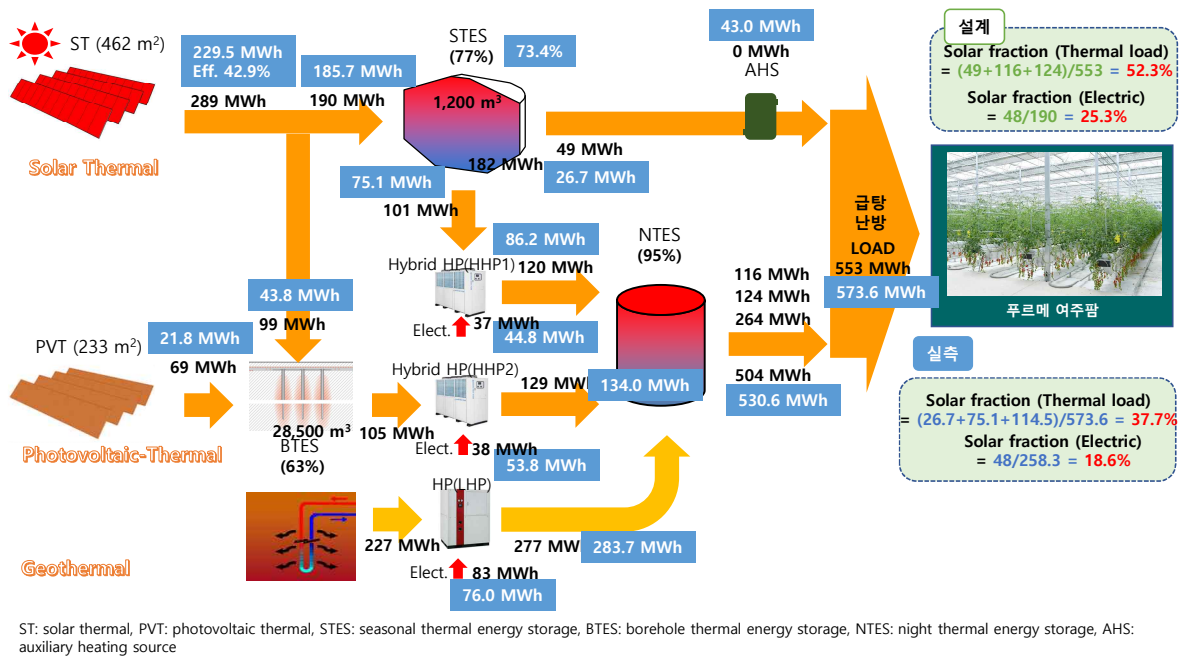 ST (462 m²)
229.5 MWh
Eff. 42.9%
289 MWh
185.7 MWh
190 MWh
STES
(77%)
73.4%
1,200 m³
182 MWh
43.0 MWh
0 MWh
AHS
설계
Solar fraction (Thermal load)
= (49+116+124)/553 = 52.3%
Solar fraction (Electric)
= 48/190 = 25.3%
Solar Thermal
75.1 MWh
101 MWh
49 MWh
26.7 MWh
급탕
난방
LOAD
553 MWh
573.6 MWh
푸르메 여주팜
86.2 MWh
Hybrid HP(HHP1)
120 MWh
Elect.
37 MWh
44.8 MWh
NTES
(95%)
134.0 MWh
116 MWh
124 MWh
264 MWh
504 MWh
530.6 MWh
43.8 MWh
99 MWh
PVT (233 m²)
21.8 MWh
69 MWh
28,500 m³
BTES
(63%)
105 MWh
Hybrid HP(HHP2)
129 MWh
Elect.
38 MWh
53.8 MWh
실측
Solar fraction (Thermal load)
= (26.7+75.1+114.5)/573.6 = 37.7%
Solar fraction (Electric)
= 48/258.3 = 18.6%
Photovoltaic-Thermal
HP(LHP)
227 MWh
277 MWh
283.7 MWh
Elect.
83 MWh
76.0 MWh
Geothermal
ST: solar thermal, PVT: photovoltaic thermal, STES: seasonal thermal energy storage, BTES: borehole thermal energy storage, NTES: night thermal energy storage, AHS:
auxiliary heating source